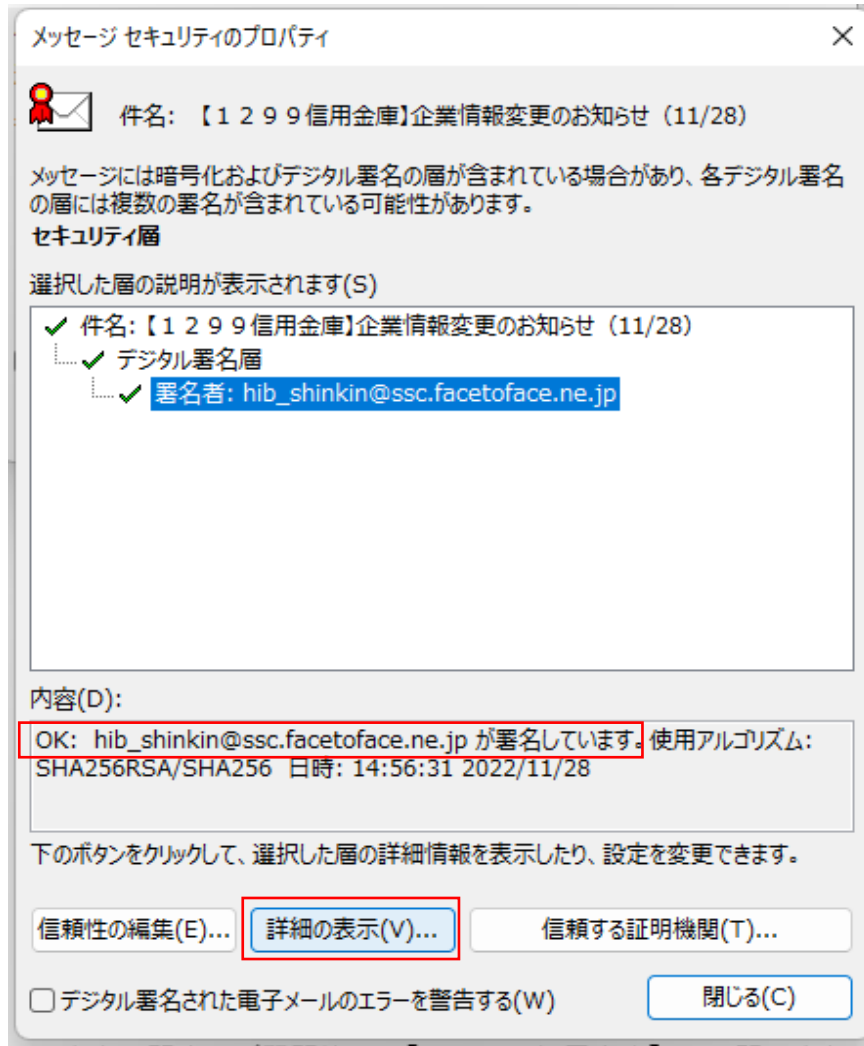 メッセージ セキュリティのプロパティ
件名: 【１２９９信用金庫】企業情報変更のお知らせ（11/28）
メッセージには暗号化およびデジタル署名の層が含まれている場合があり、各デジタル署名
の層には複数の署名が含まれている可能性があります。
セキュリティ層
選択した層の説明が表示されます(S)
件名:【１２９９信用金庫】企業情報変更のお知らせ（11/28）
デジタル署名層
署名者: hib_shinkin@ssc.facetoface.ne.jp
内容(D):
OK: hib_shinkin@ssc.facetoface.ne.jp が署名しています。使用アルゴリズム:
SHA256RSA/SHA256 日時: 14:56:31 2022/11/28
下のボタンをクリックして、選択した層の詳細情報を表示したり、設定を変更できます。
信頼性の編集(E)... 詳細の表示(V)... 信頼する証明機関(T)...
デジタル署名された電子メールのエラーを警告する(W) 閉じる(C)